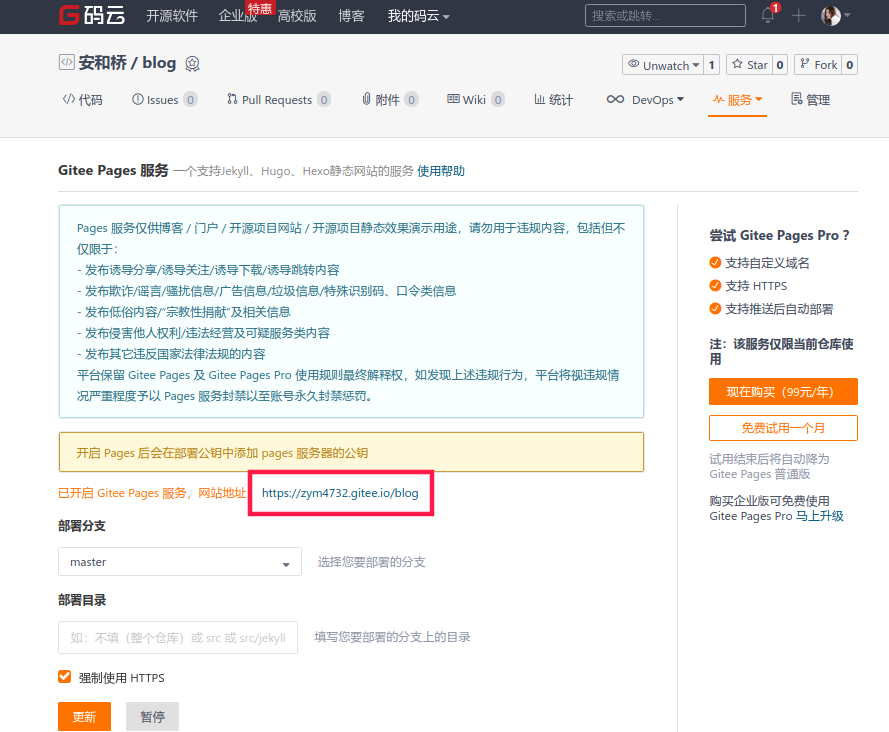 码云 开源软件 企业版 特惠 高校版 博客 我的码云 搜索或跳转... 1
安和桥 / blog
Unwatch 1 Star 0 Fork 0
代码 Issues 0 Pull Requests 0 附件 0 Wiki 0 统计 DevOps 服务 管理
Gitee Pages 服务 一个支持Jekyll、Hugo、Hexo静态网站的服务 使用帮助
Pages 服务仅供博客 / 门户 / 开源项目网站 / 开源项目静态效果演示用途，请勿用于违规内容，包括但不
仅限于：
- 发布诱导分享/诱导关注/诱导下载/诱导跳转内容
- 发布欺诈/谣言/骚扰信息/广告信息/垃圾信息/特殊识别码、口令类信息
- 发布低俗内容/“宗教性捐献”及相关信息
- 发布侵害他人权利/违法经营及可疑服务类内容
- 发布其它违反国家法律法规的内容
平台保留 Gitee Pages 及 Gitee Pages Pro 使用规则最终解释权，如发现上述违规行为，平台将视违规情
况严重程度予以 Pages 服务封禁以至账号永久封禁惩罚。
开启 Pages 后会在部署公钥中添加 pages 服务器的公钥
已开启 Gitee Pages 服务，网站地址 https://zym4732.gitee.io/blog
部署分支
master 选择您要部署的分支
部署目录
如：不填（整个仓库）或 src 或 src/jekyll 填写您要部署的分支上的目录
强制使用 HTTPS
更新 暂停
尝试 Gitee Pages Pro？
支持自定义域名
支持 HTTPS
支持推送后自动部署
注：该服务仅限当前仓库使
用
现在购买（99元/年）
免费试用一个月
试用结束后将自动降为
Gitee Pages 普通版
购买企业版可免费使用
Gitee Pages Pro 马上升级